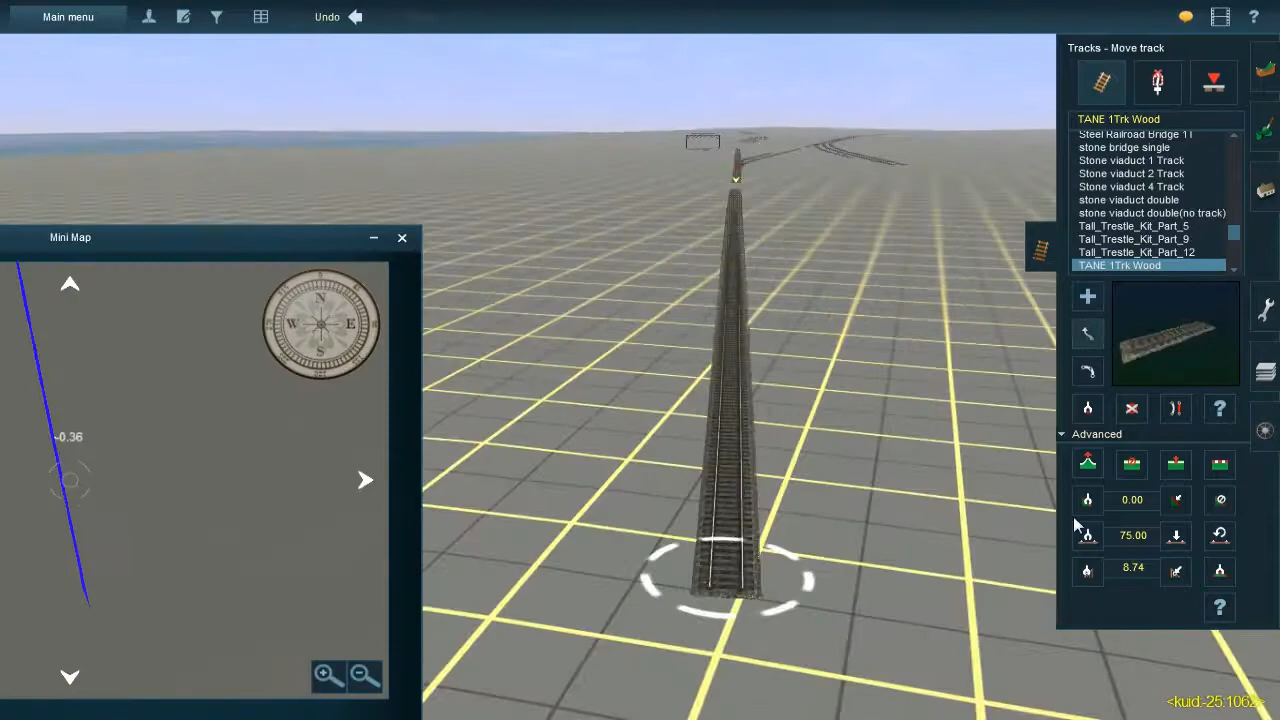 Main menu
Undo
?
Tracks - Move track
TANE 1Trk Wood
Steel Railroad Bridge 1T
stone bridge single
Stone viaduct 1 Track
Stone viaduct 2 Track
Stone viaduct 4 Track
stone viaduct double
stone viaduct double(no track)
Tall_Trestle_Kit_Part_5
Tall_Trestle_Kit_Part_9
Tall_Trestle_Kit_Part_12
TANE 1Trk Wood
?
Advanced
0.00
75.00
8.74
?
Mini Map
N
W E
S
-0.36
<kuid:-25:1062>